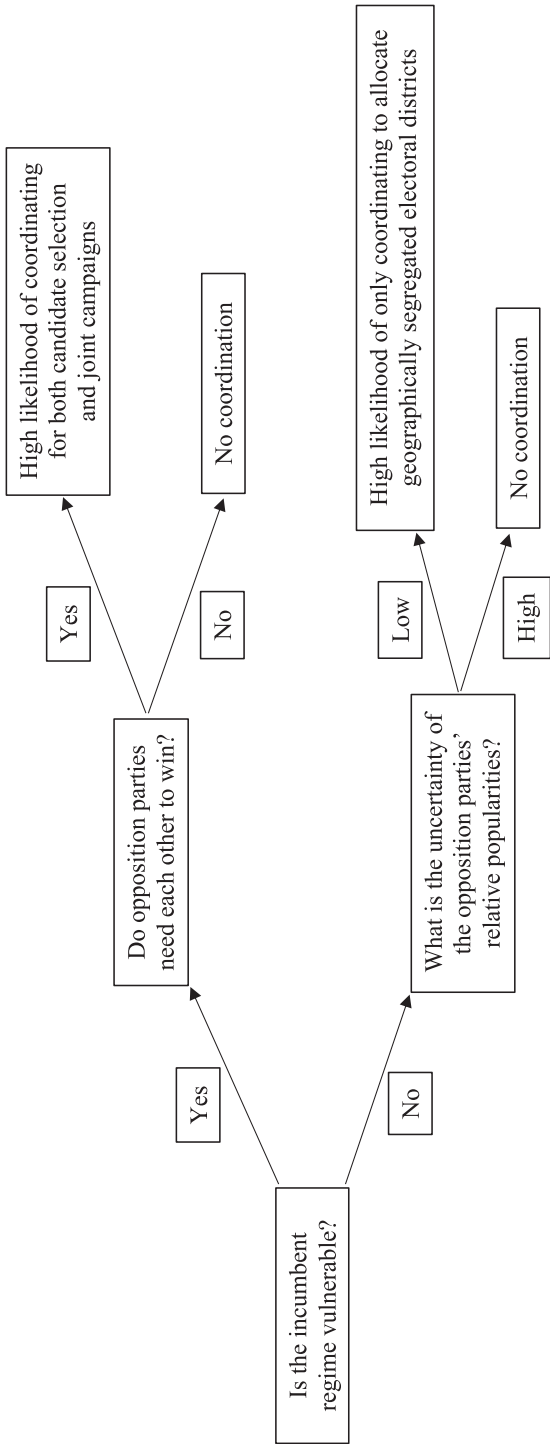 Is the incumbent
regime vulnerable?
Yes
No
Do opposition parties
need each other to win?
What is the uncertainty of
the opposition parties’
relative popularities?
Yes
No
Low
High
High likelihood of coordinating
for both candidate selection
and joint campaigns
No coordination
High likelihood of only coordinating to allocate
geographically segregated electoral districts
No coordination